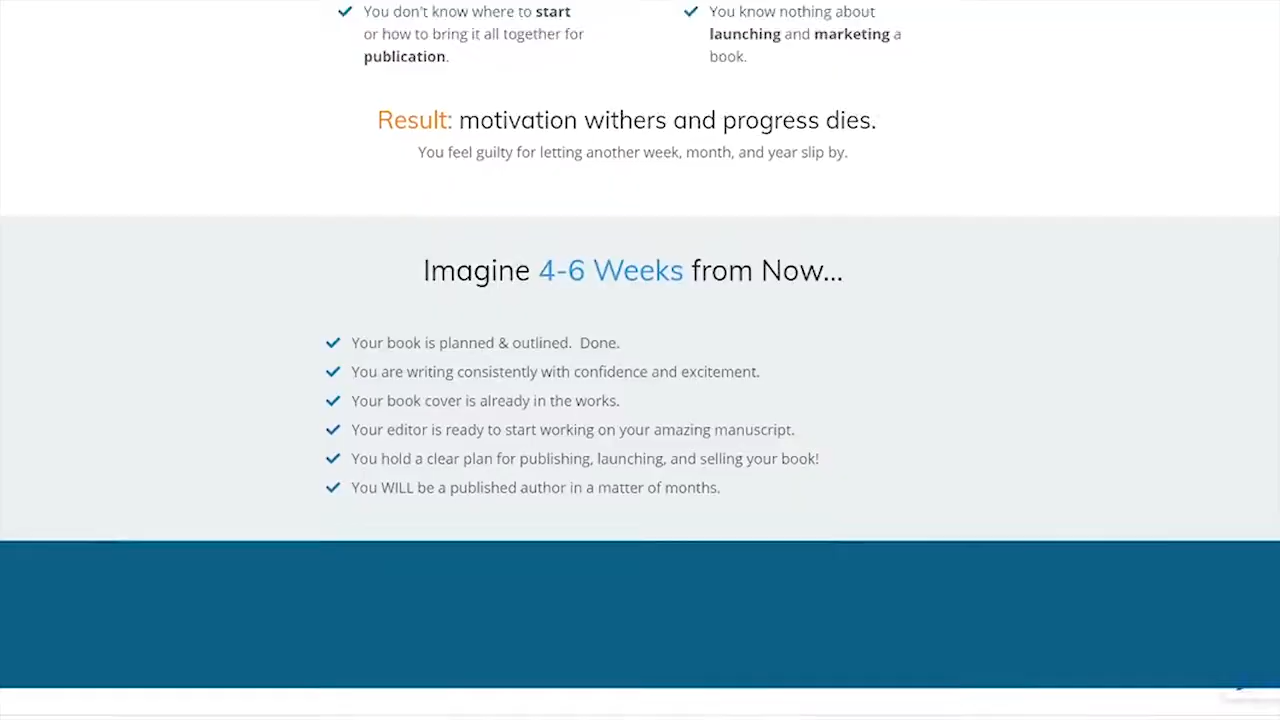 You don't know where to start
or how to bring it all together for
publication.
You know nothing about
launching and marketing a
book.
Result: motivation withers and progress dies.
You feel guilty for letting another week, month, and year slip by.
Imagine 4-6 Weeks from Now...
Your book is planned & outlined.  Done.
You are writing consistently with confidence and excitement.
Your book cover is already in the works.
Your editor is ready to start working on your amazing manuscript.
You hold a clear plan for publishing, launching, and selling your book!
You WILL be a published author in a matter of months.